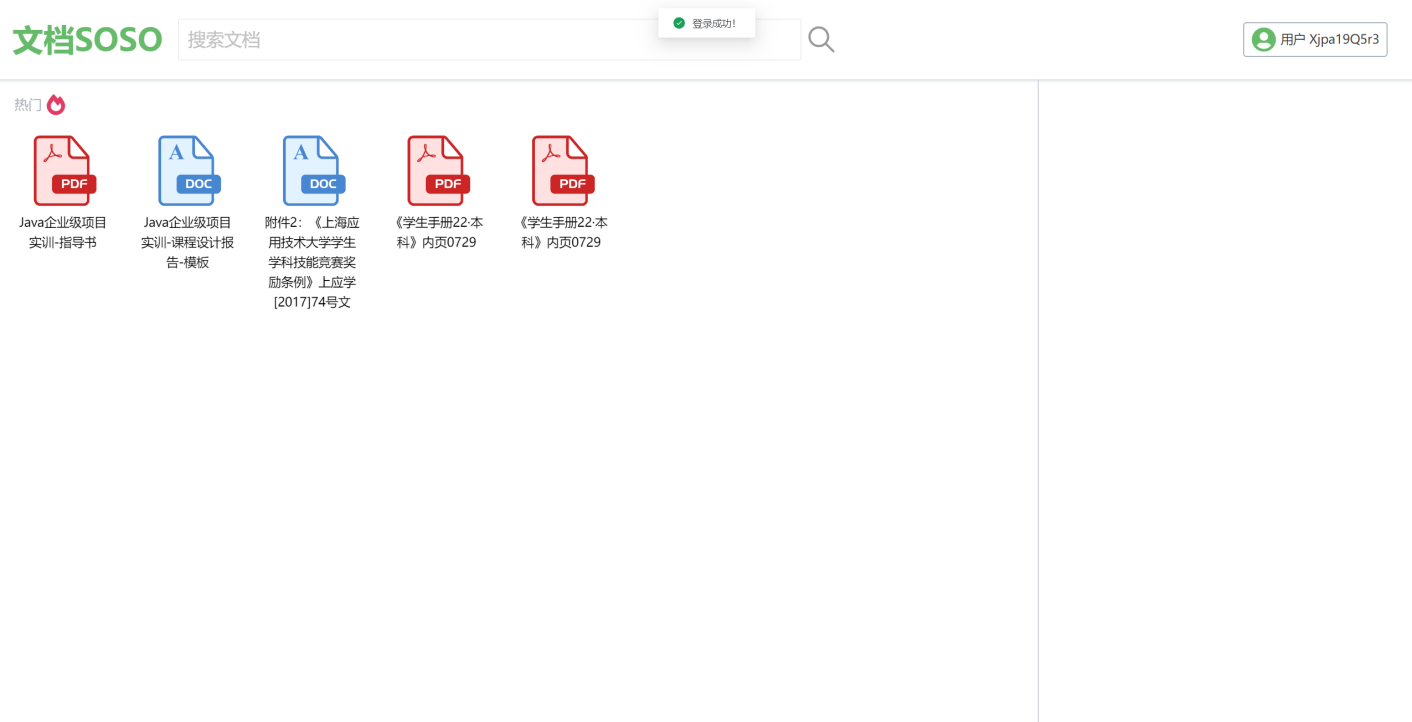 文档SOSO
搜索文档
登录成功!
用户 Xjpa19Q5r3
热门
PDF
A
DOC
A
DOC
PDF
PDF
Java企业级项目
实训-指导书
Java企业级项目
实训-课程设计报
告-模板
附件2：《上海应
用技术大学学生
学科技能竞赛奖
励条例》上应学
[2017]74号文
《学生手册22·本
科》内页0729
《学生手册22·本
科》内页0729